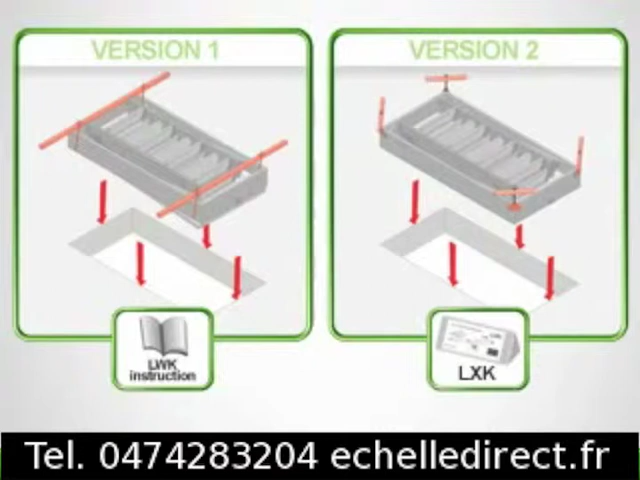 VERSION 1
VERSION 2
LWK
instruction
LXK
Tel. 0474283204 echelledirect.fr